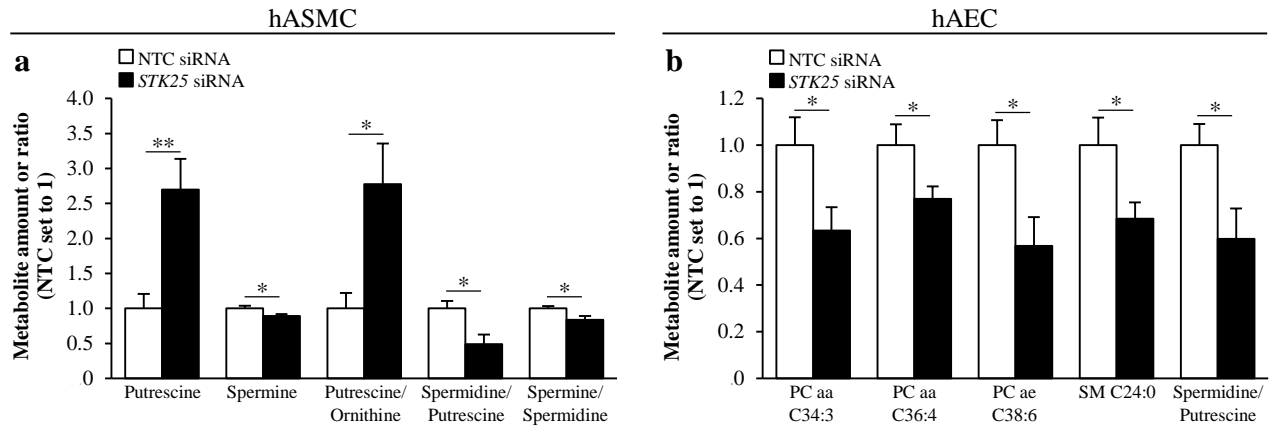 hASMC
hAEC
a
NTC siRNA
STK25 siRNA
Metabolite amount or ratio
(NTC set to 1)
4.0
3.5
3.0
2.5
2.0
1.5
1.0
0.5
.0
**
*
*
*
*
Putrescine
Spermine
Putrescine/
Ornithine
Spermidine/
Putrescine
Spermine/
Spermidine
b
NTC siRNA
STK25 siRNA
Metabolite amount or ratio
(NTC set to 1)
1.2
1.0
0.8
0.6
0.4
0.2
.0
*
*
*
*
*
PC aa
C34:3
PC aa
C36:4
PC ae
C38:6
SM C24:0
Spermidine/
Putrescine